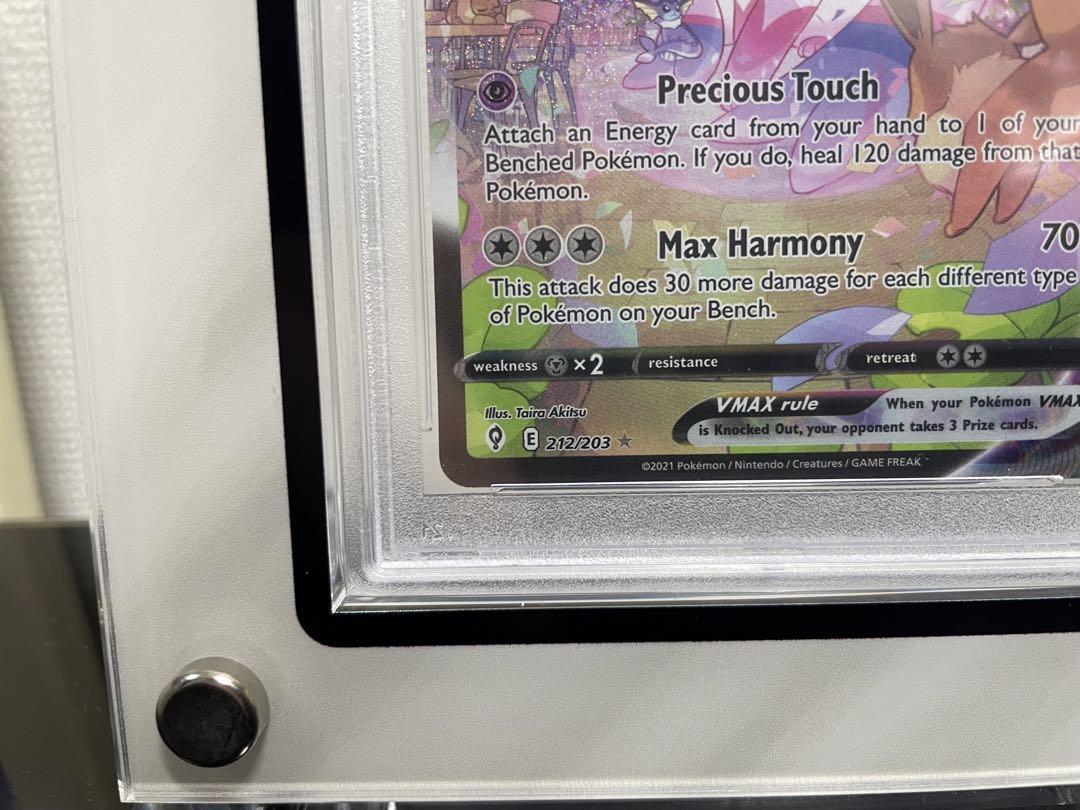 Precious Touch
Attach an Energy card from your hand to 1 of your
Benched Pokémon. If you do, heal 120 damage from that
Pokémon.
Max Harmony 70
This attack does 30 more damage for each different type
of Pokémon on your Bench.
weakness ×2 resistance retreat
Illus. Taira Akitsu
VMAX rule When your Pokémon VMAX
is Knocked Out, your opponent takes 3 Prize cards.
E 212/203 ★
©2021 Pokémon / Nintendo / Creatures / GAME FREAK